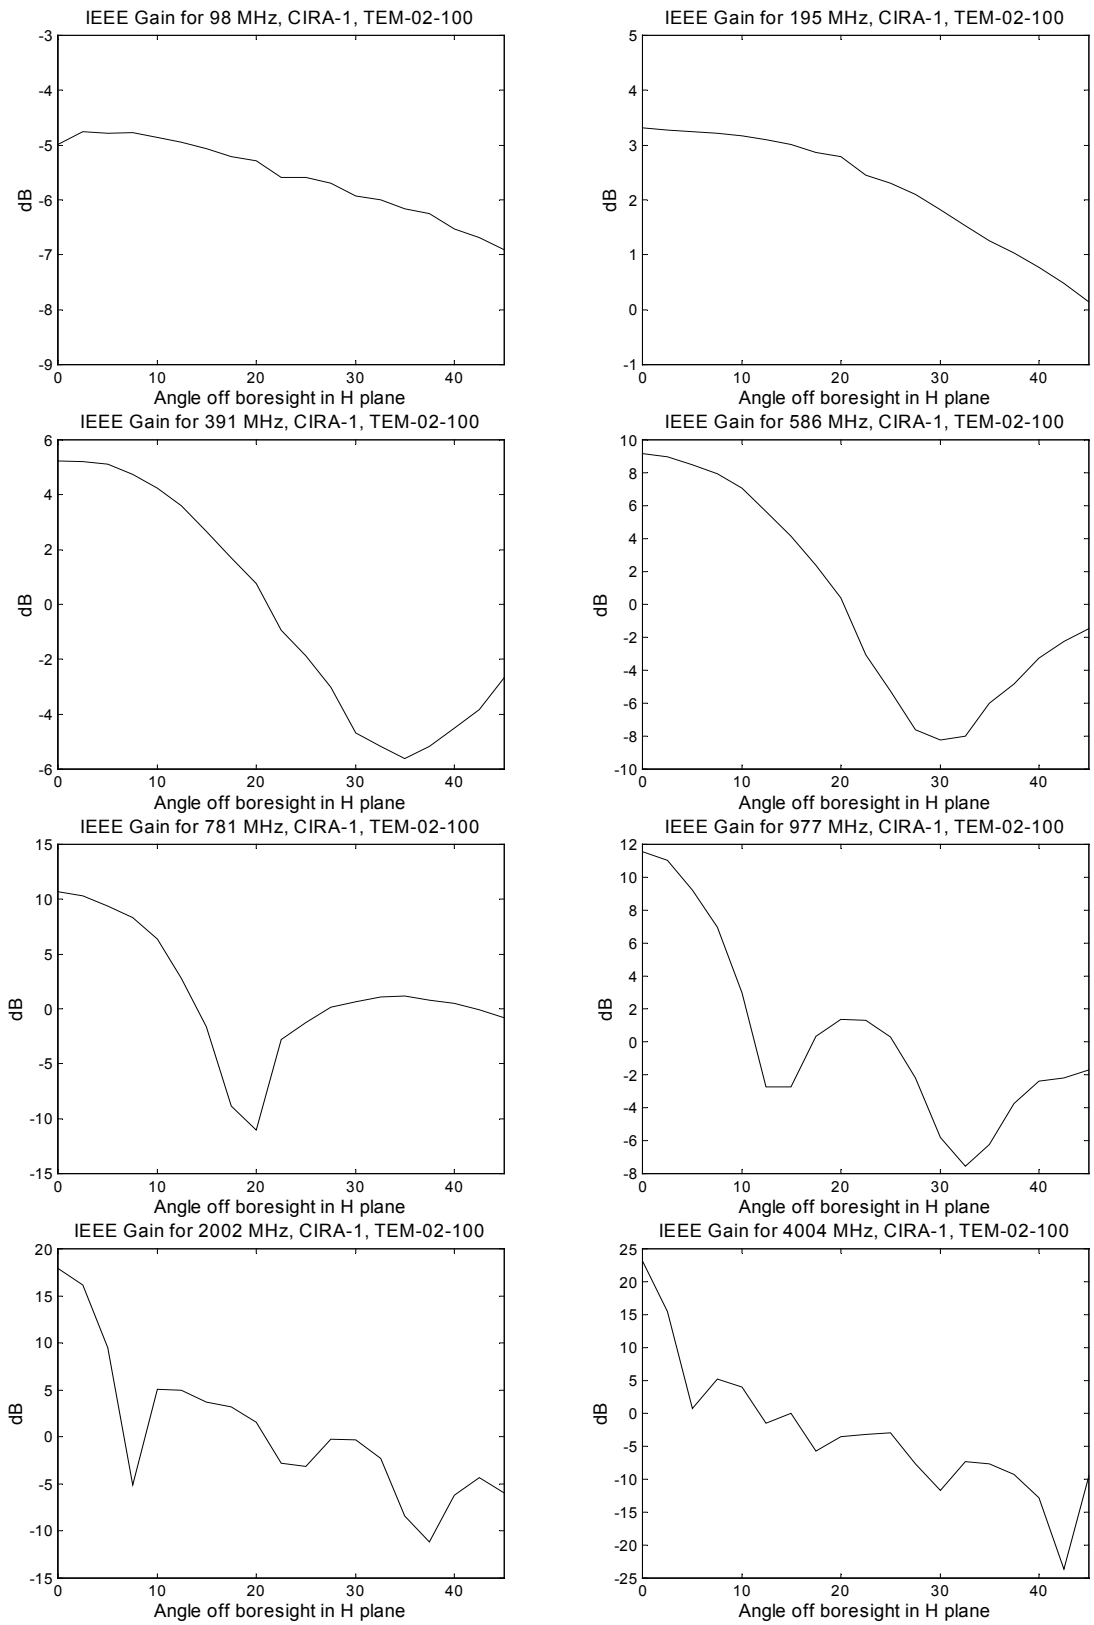 IEEE Gain for 98 MHz, CIRA-1, TEM-02-100
-3
-4
-5
-6
-7
-8
-9
dB
0 10 20 30 40
Angle off boresight in H plane
IEEE Gain for 195 MHz, CIRA-1, TEM-02-100
5
4
3
2
1
0
-1
dB
0 10 20 30 40
Angle off boresight in H plane
IEEE Gain for 391 MHz, CIRA-1, TEM-02-100
6
4
2
0
-2
-4
-6
dB
0 10 20 30 40
Angle off boresight in H plane
IEEE Gain for 586 MHz, CIRA-1, TEM-02-100
10
8
6
4
2
0
-2
-4
-6
-8
-10
dB
0 10 20 30 40
Angle off boresight in H plane
IEEE Gain for 781 MHz, CIRA-1, TEM-02-100
15
10
5
0
-5
-10
-15
dB
0 10 20 30 40
Angle off boresight in H plane
IEEE Gain for 977 MHz, CIRA-1, TEM-02-100
12
10
8
6
4
2
0
-2
-4
-6
-8
dB
0 10 20 30 40
Angle off boresight in H plane
IEEE Gain for 2002 MHz, CIRA-1, TEM-02-100
20
15
10
5
0
-5
-10
-15
dB
0 10 20 30 40
Angle off boresight in H plane
IEEE Gain for 4004 MHz, CIRA-1, TEM-02-100
25
20
15
10
5
0
-5
-10
-15
-20
-25
dB
0 10 20 30 40
Angle off boresight in H plane